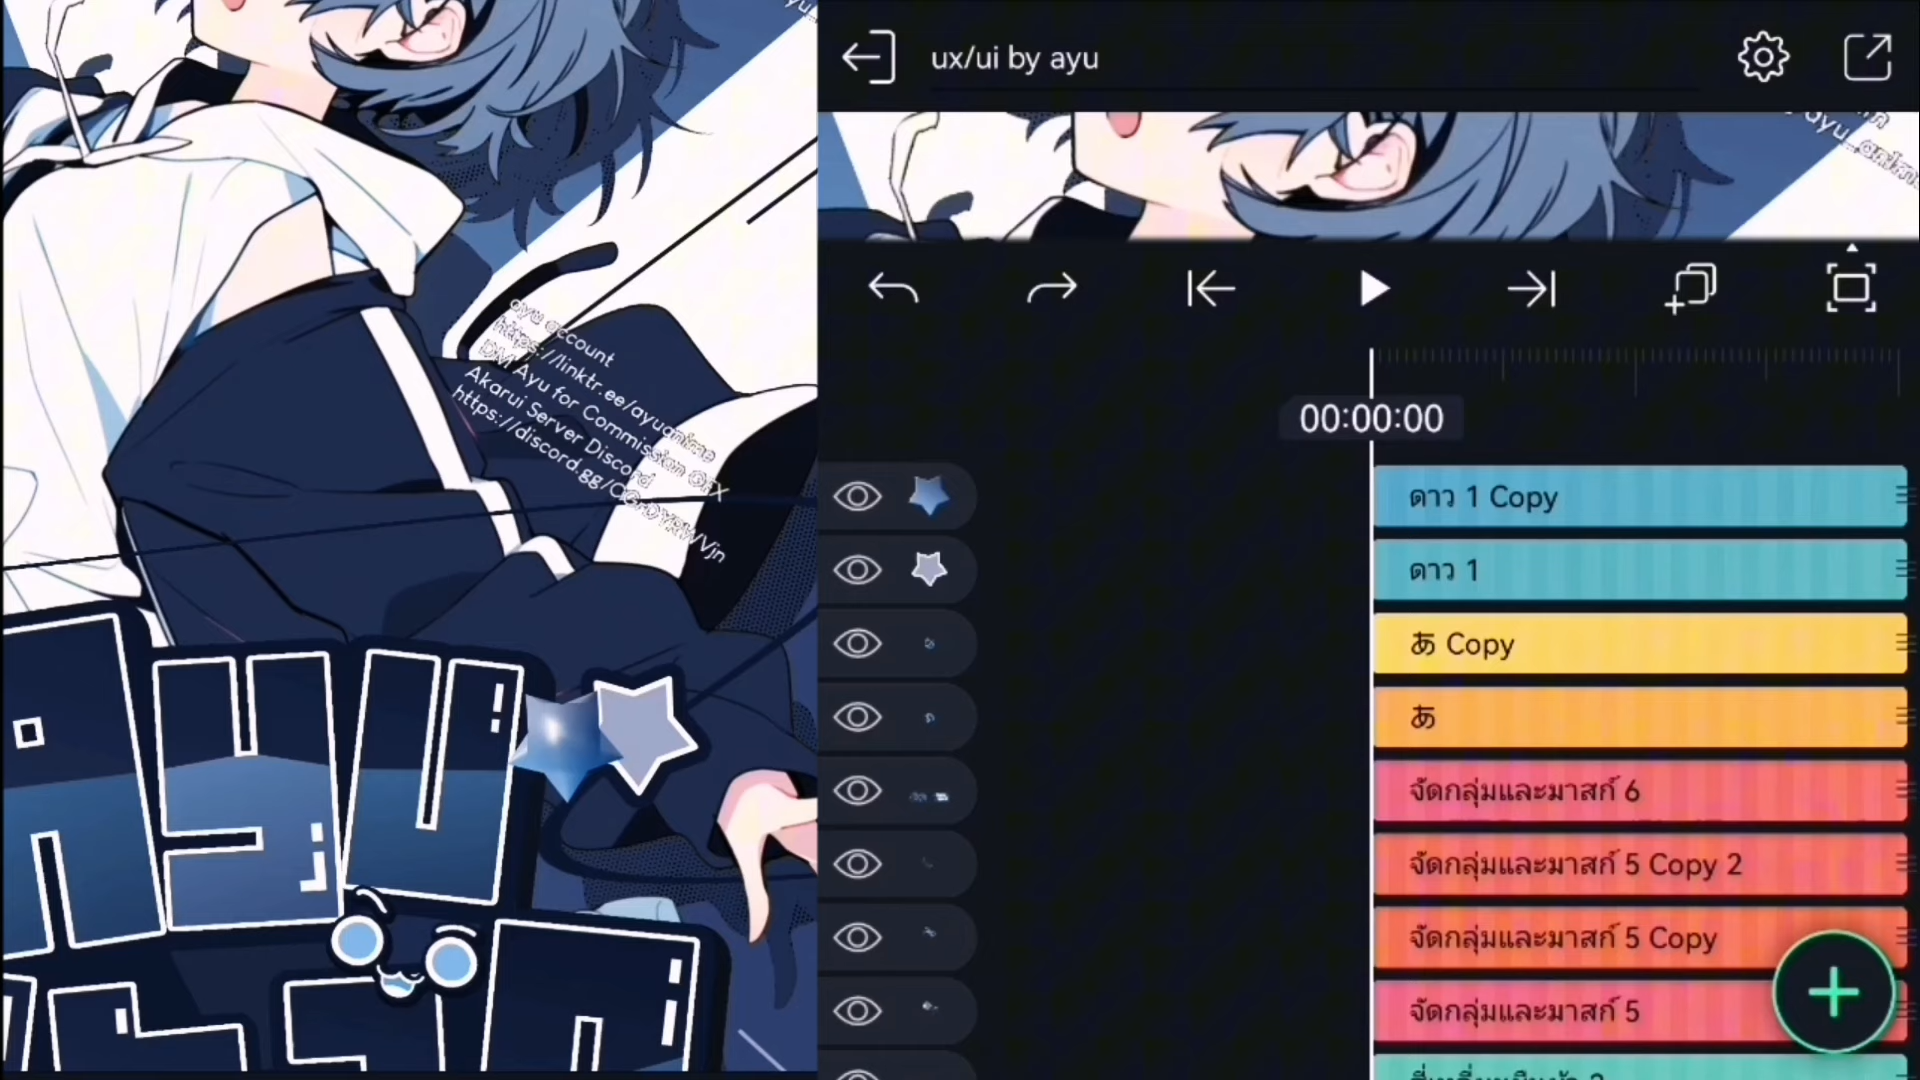 ayu account
https://linktr.ee/ayuanime
DM Ayu for Commission GFX
Akarui Server Discord
AYU
ux/ui by ayu
00:00:00
ดาว 1 Copy
ดาว 1
あ Copy
あ
จัดกลุ่มและมาสก์ 6
จัดกลุ่มและมาสก์ 5 Copy 2
จัดกลุ่มและมาสก์ 5 Copy
จัดกลุ่มและมาสก์ 5